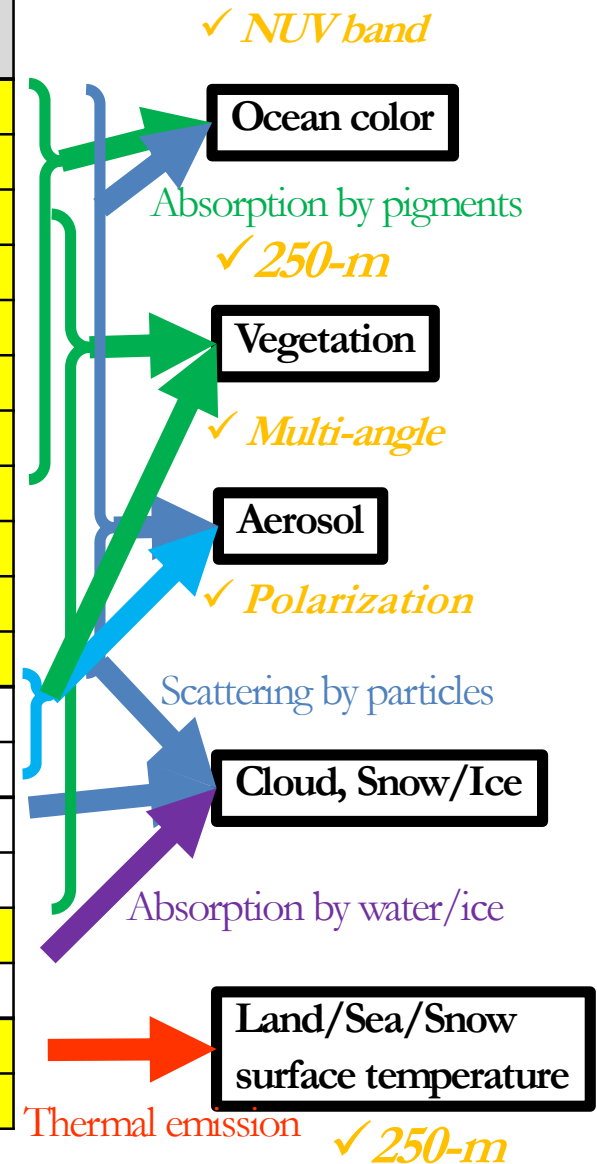 ✓ NUV band
Ocean color
Absorption by pigments
✓ 250-m
Vegetation
✓ Multi-angle
Aerosol
✓ Polarization
Scattering by particles
Cloud, Snow/Ice
Absorption by water/ice
Land/Sea/Snow
surface temperature
Thermal emission
✓ 250-m